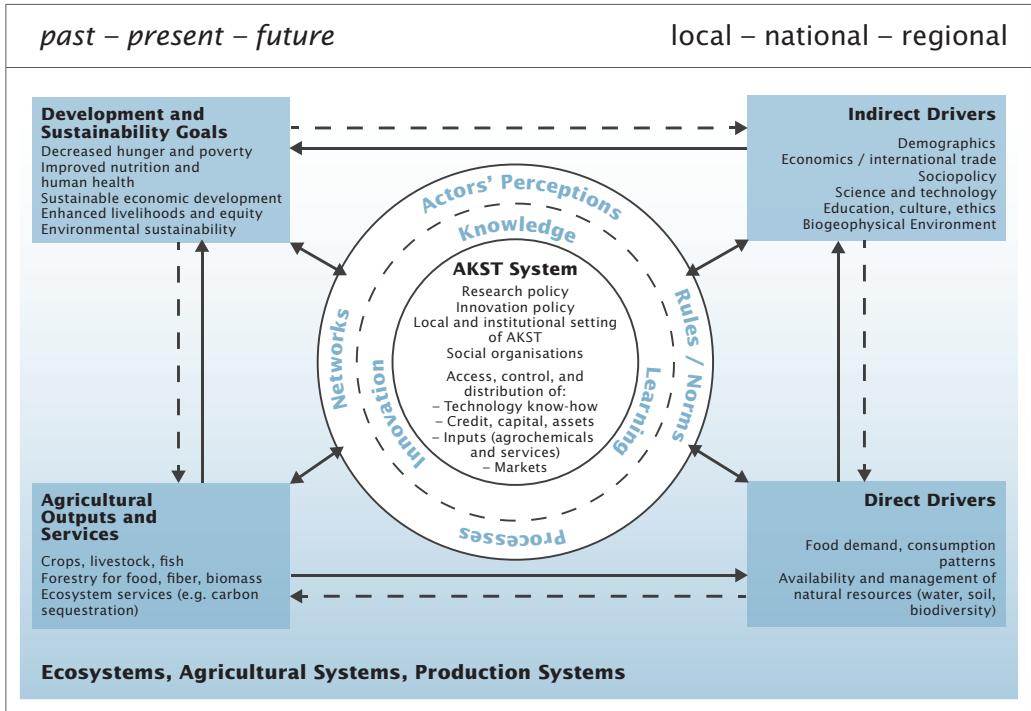 past – present – future
local – national – regional
Development and
Sustainability Goals
Decreased hunger and poverty
Improved nutrition and
human health
Sustainable economic development
Enhanced livelihoods and equity
Environmental sustainability
Indirect Drivers
Demographics
Economics / international trade
Sociopolicy
Science and technology
Education, culture, ethics
Biogeophysical Environment
Actors' Perceptions
Knowledge
Networks
Innovation
Rules / Norms
Learning
Processes
AKST System
Research policy
Innovation policy
Local and institutional setting
of AKST
Social organisations
Access, control, and
distribution of:
– Technology know-how
– Credit, capital, assets
– Inputs (agrochemicals
and services)
– Markets
Agricultural
Outputs and
Services
Crops, livestock, fish
Forestry for food, fiber, biomass
Ecosystem services (e.g. carbon
sequestration)
Direct Drivers
Food demand, consumption
patterns
Availability and management of
natural resources (water, soil,
biodiversity)
Ecosystems, Agricultural Systems, Production Systems